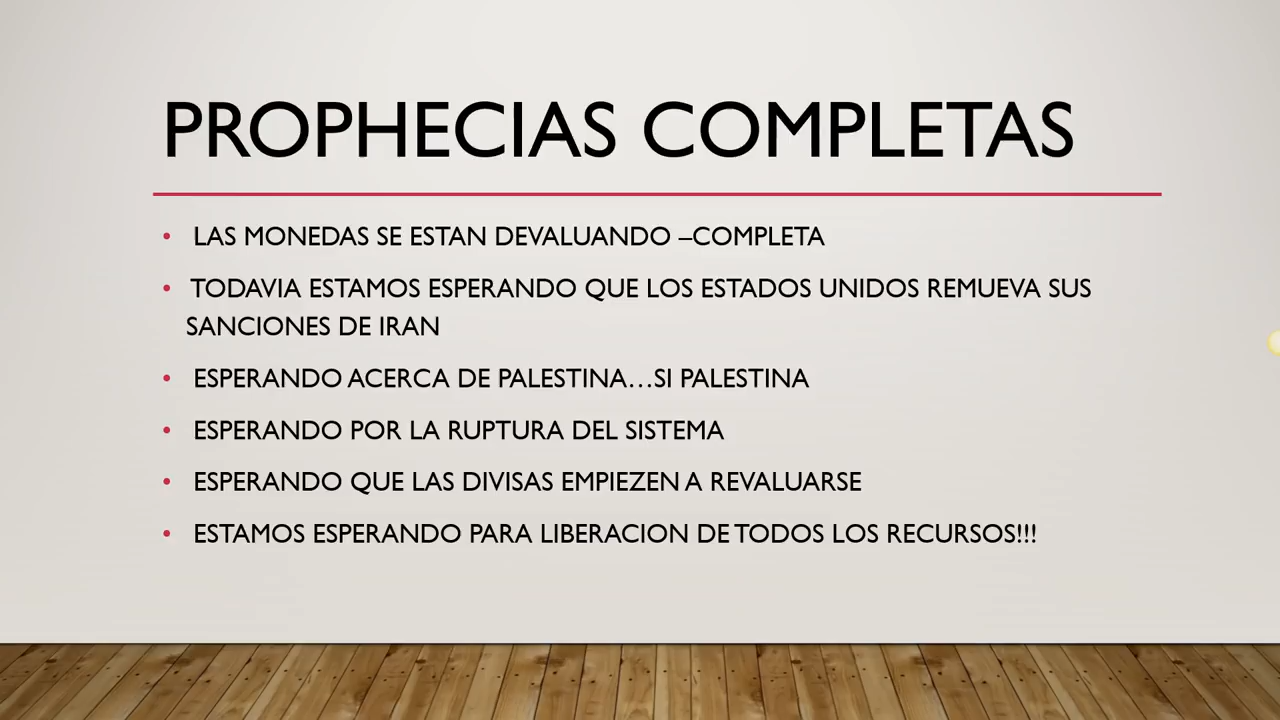 PROPHECIAS COMPLETAS
• LAS MONEDAS SE ESTAN DEVALUANDO –COMPLETA
• TODAVIA ESTAMOS ESPERANDO QUE LOS ESTADOS UNIDOS REMUEVA SUS
SANCIONES DE IRAN
• ESPERANDO ACERCA DE PALESTINA…SI PALESTINA
• ESPERANDO POR LA RUPTURA DEL SISTEMA
• ESPERANDO QUE LAS DIVISAS EMPIEZEN A REVALUARSE
• ESTAMOS ESPERANDO PARA LIBERACION DE TODOS LOS RECURSOS!!!